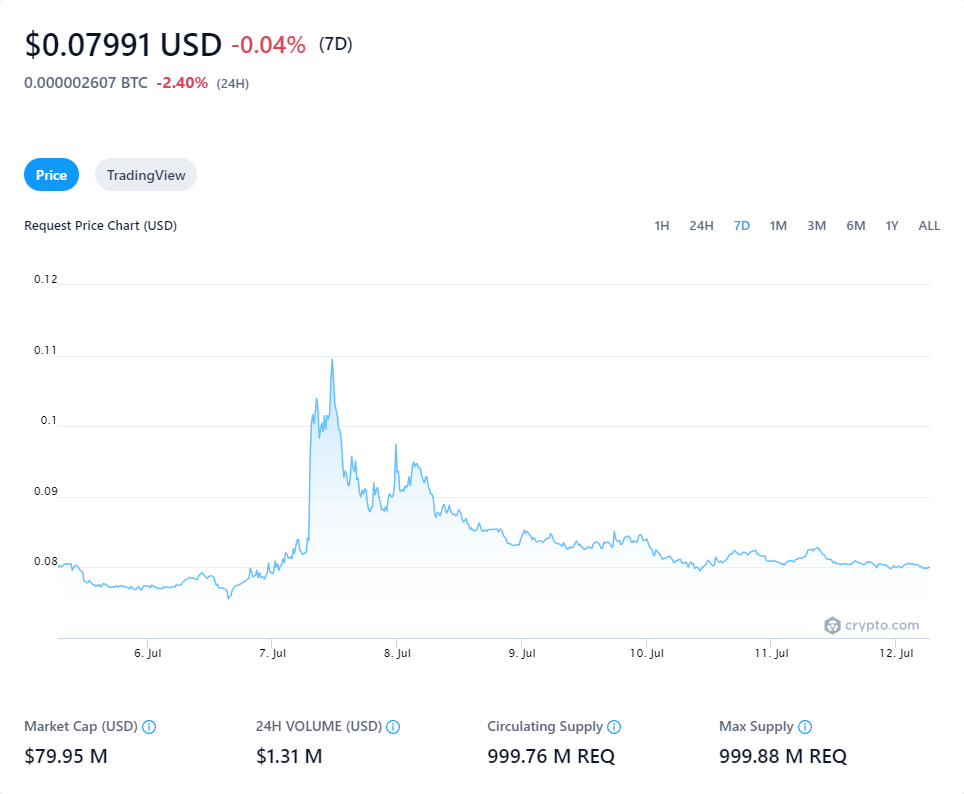 $0.07991 USD -0.04% (7D)
0.000002607 BTC -2.40% (24H)
Price TradingView
Request Price Chart (USD) 1H 24H 7D 1M 3M 6M 1Y ALL
0.12
0.11
0.1
0.09
0.08
crypto.com
6. Jul 7. Jul 8. Jul 9. Jul 10. Jul 11. Jul 12. Jul
Market Cap (USD) 24H VOLUME (USD) Circulating Supply Max Supply
$79.95 M $1.31 M 999.76 M REQ 999.88 M REQ